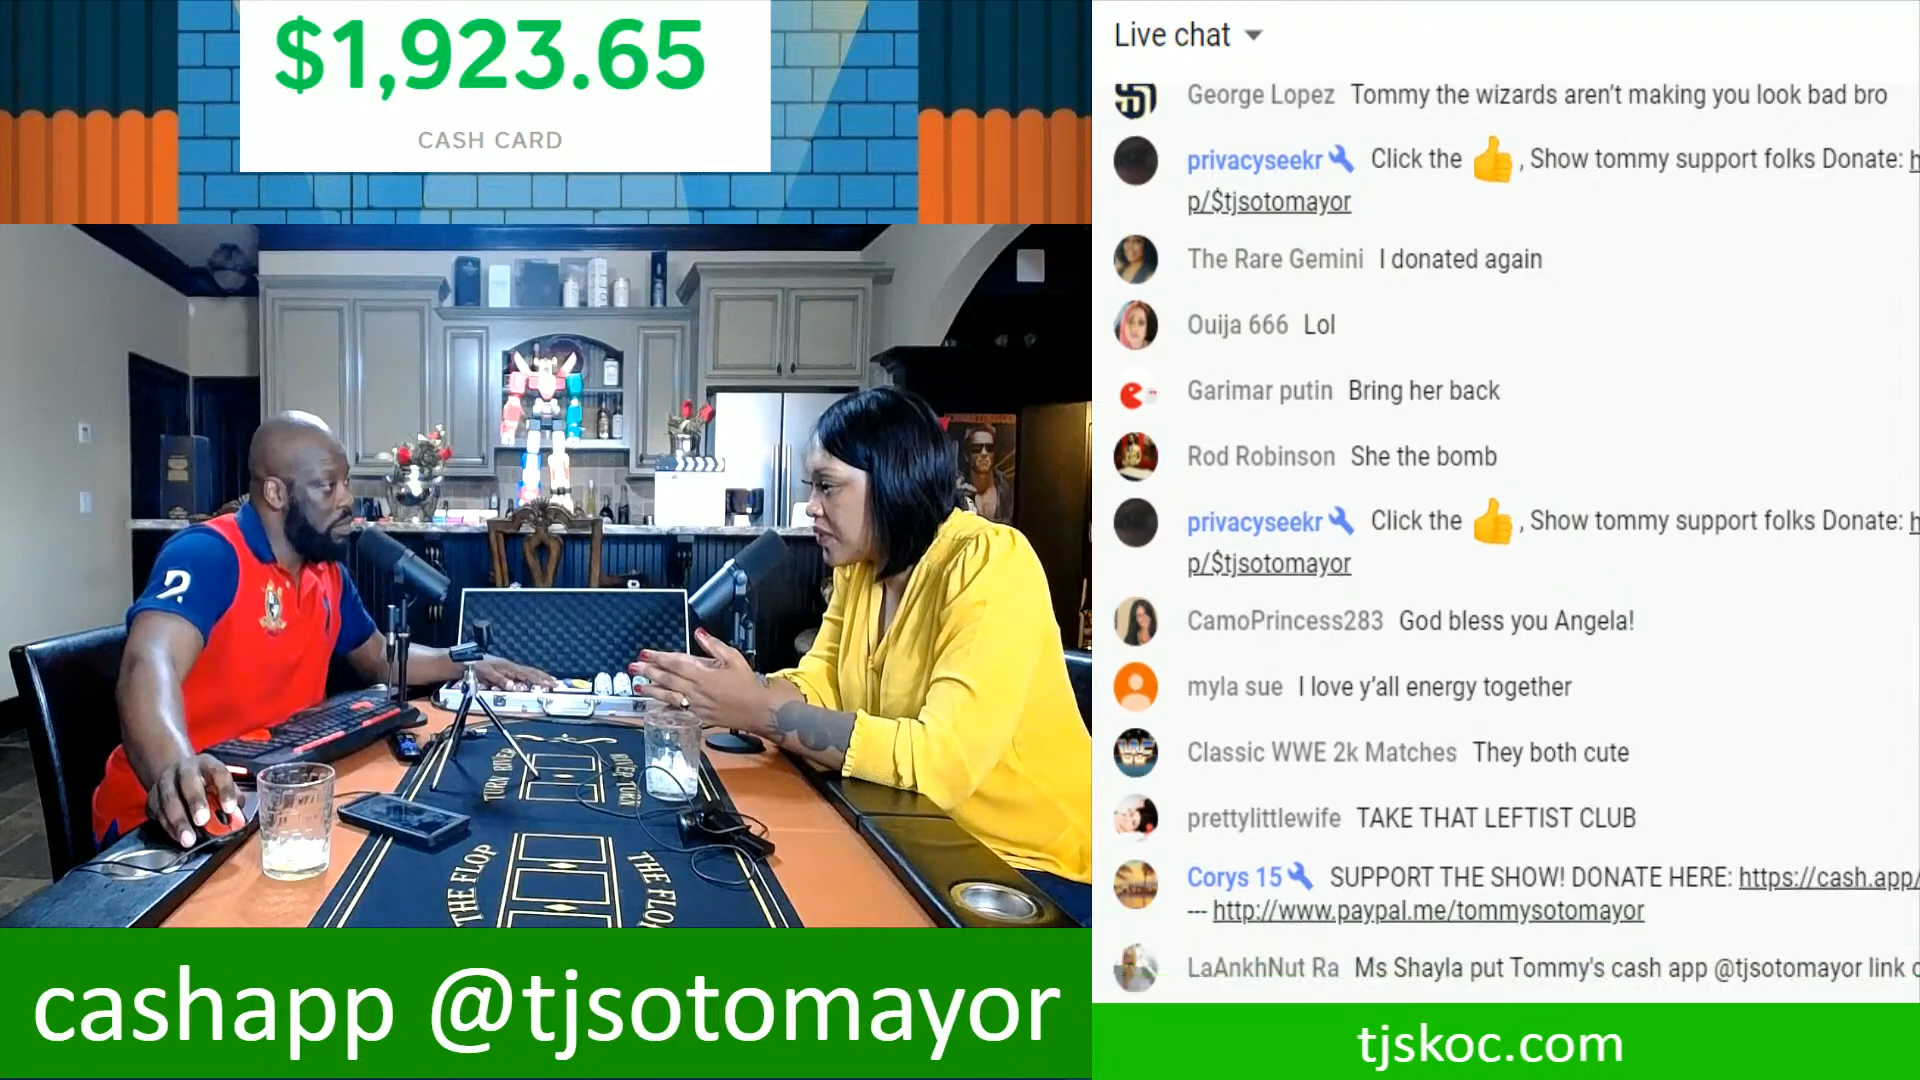 $1,923.65
CASH CARD
Live chat
George Lopez Tommy the wizards aren't making you look bad bro
privacyseekr Click the 👍, Show tommy support folks Donate: h
p/$tjsotomayor
The Rare Gemini I donated again
Ouija 666 Lol
Garimar putin Bring her back
Rod Robinson She the bomb
privacyseekr Click the 👍, Show tommy support folks Donate: h
p/$tjsotomayor
CamoPrincess283 God bless you Angela!
myla sue I love y'all energy together
Classic WWE 2k Matches They both cute
prettylittlewife TAKE THAT LEFTIST CLUB
Corys 15 SUPPORT THE SHOW! DONATE HERE: https://cash.app/
--- http://www.paypal.me/tommysotomayor
LaAnkhNut Ra Ms Shayla put Tommy's cash app @tjsotomayor link
2
TURN RIVER
RIVER TURN
THE FLOP
THE FLOP
cashapp @tjsotomayor
tjskoc.com